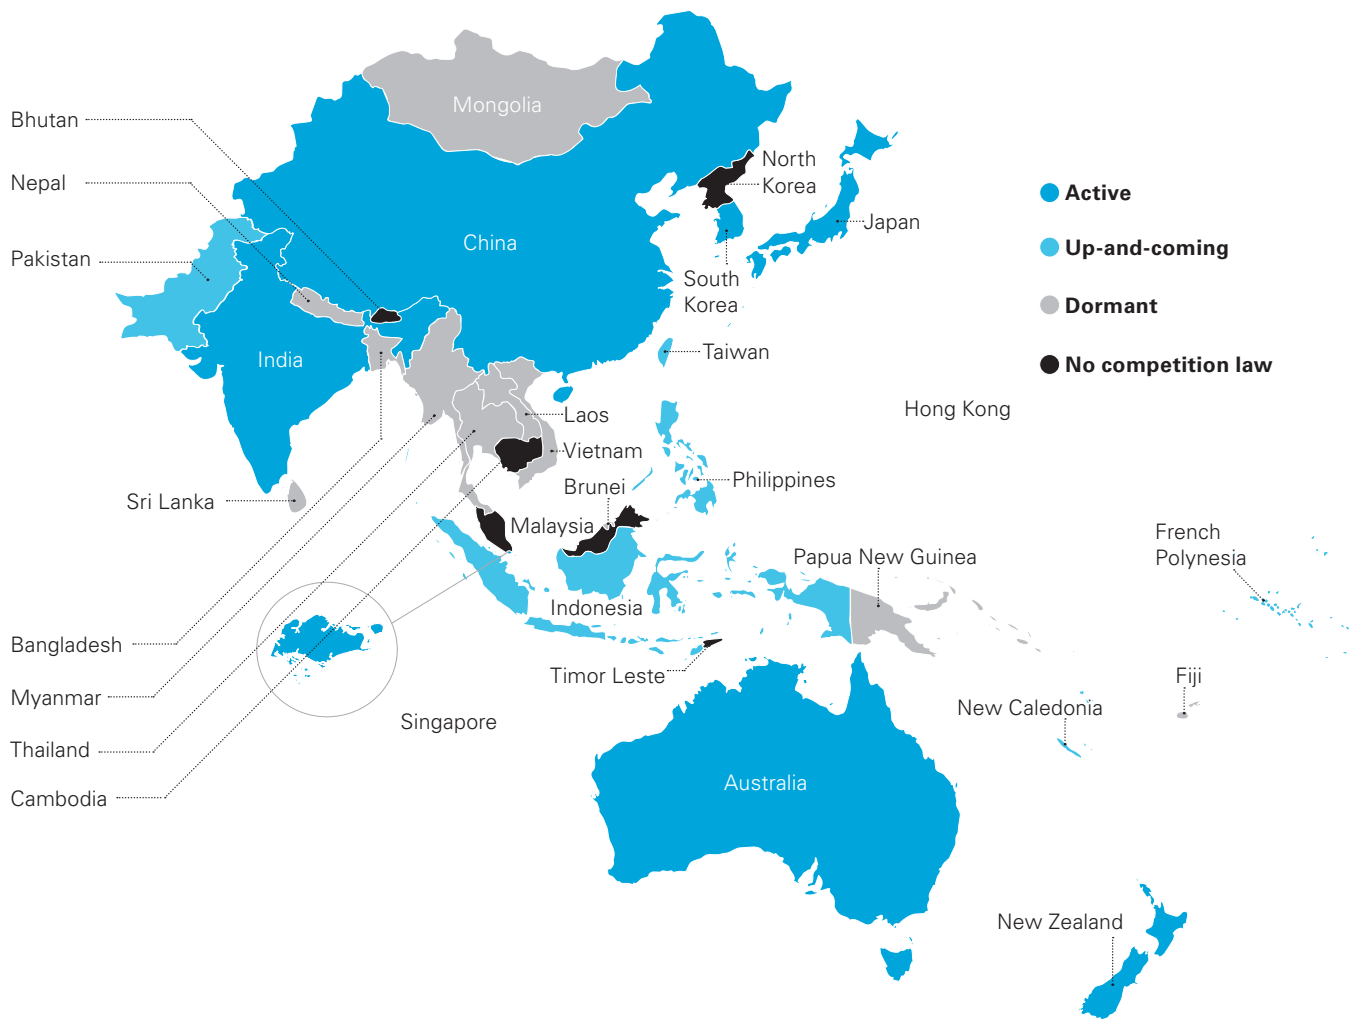 Mongolia
Bhutan
North
Korea
Nepal
Active
Japan
China
Up-and-coming
Pakistan
South
Korea
Dormant
Taiwan
India
No competition law
Hong Kong
Laos
Vietnam
Philippines
Brunei
Sri Lanka
Malaysia
French
Polynesia
Papua New Guinea
Indonesia
Bangladesh
Timor Leste
Fiji
Myanmar
New Caledonia
Singapore
Thailand
Australia
Cambodia
New Zealand